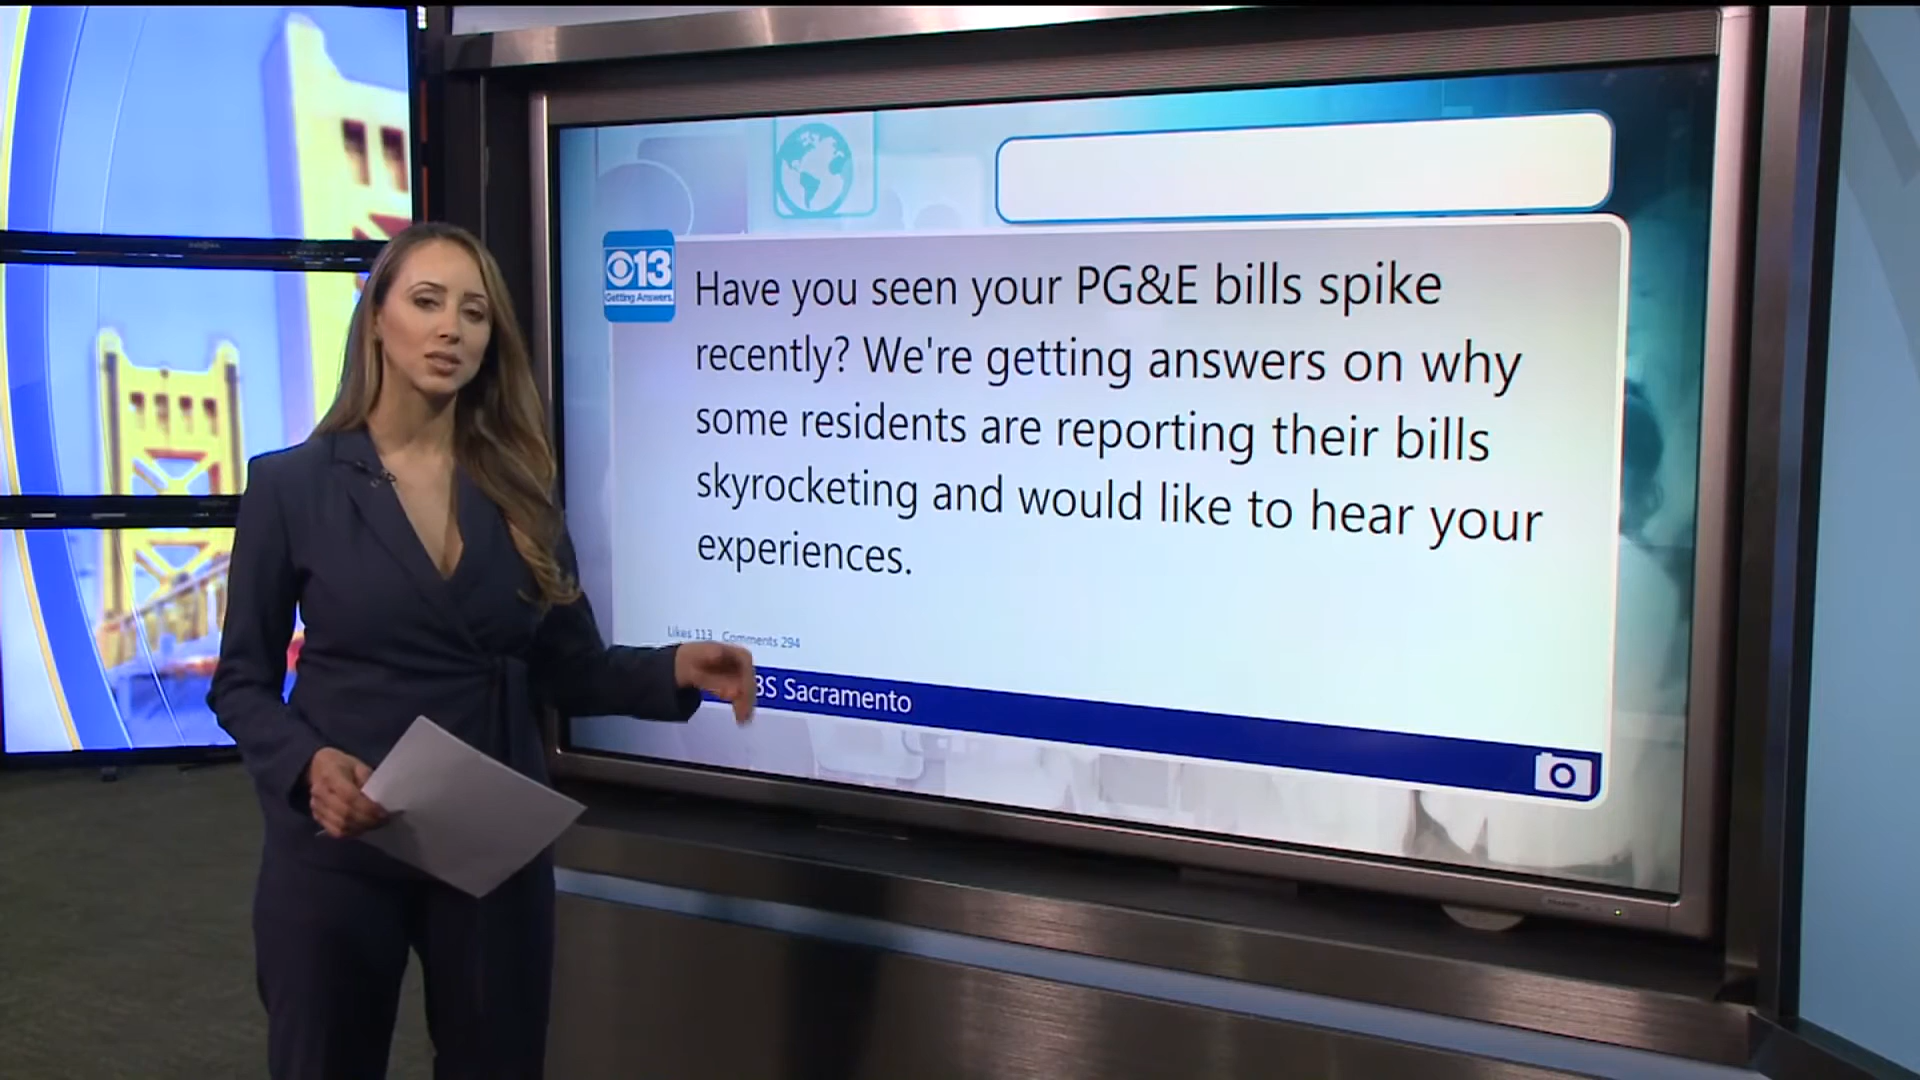 CBS13
Getting Answers.
Have you seen your PG&E bills spike
recently? We're getting answers on why
some residents are reporting their bills
skyrocketing and would like to hear your
experiences.
Likes 113 Comments 294
BS Sacramento